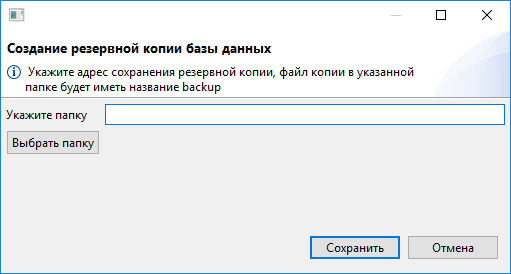 Создание резервной копии базы данных
Укажите адрес сохранения резервной копии, файл копии в указанной
папке будет иметь название backup
Укажите папку
Выбрать папку
Сохранить Отмена